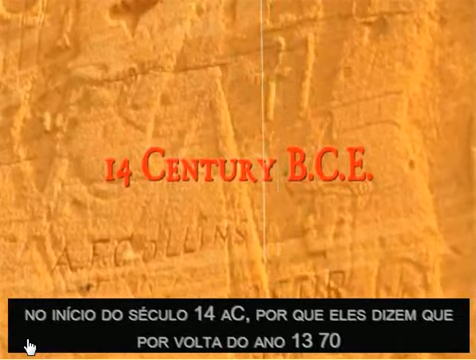 14 CENTURY B.C.E.
A.F.COLLINS
NO INÍCIO DO SÉCULO 14 AC, POR QUE ELES DIZEM QUE
POR VOLTA DO ANO 13 70